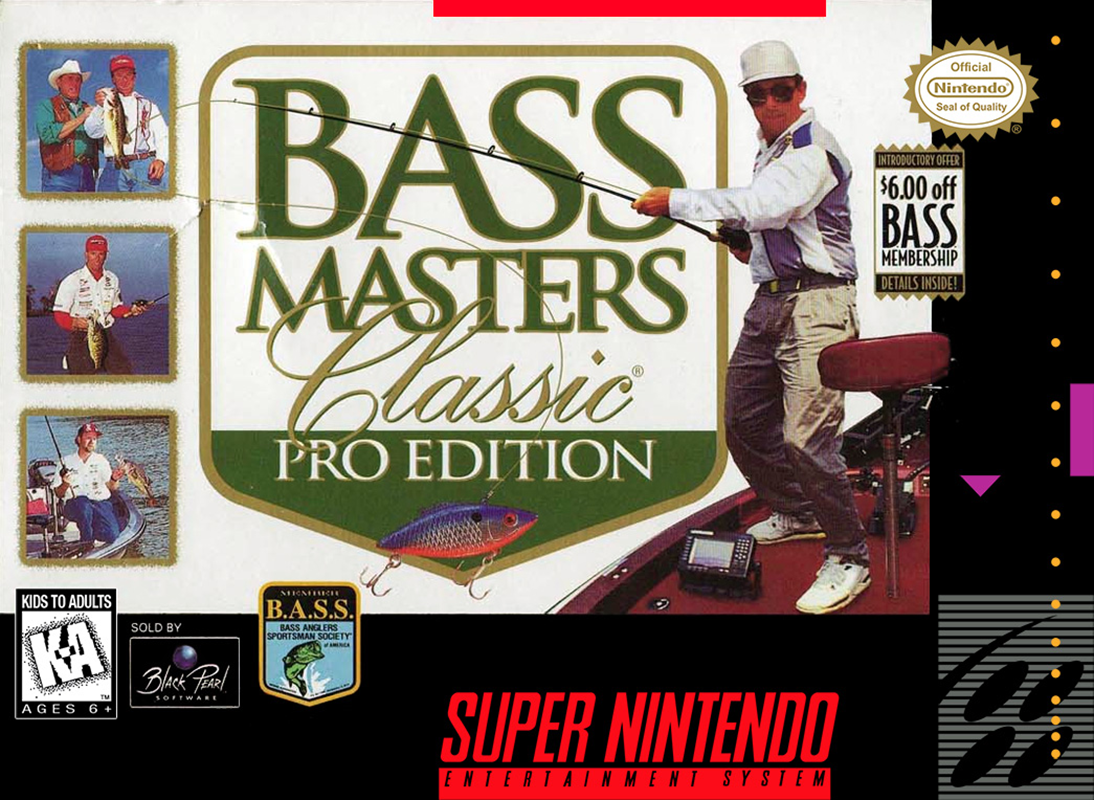 BASS
MASTERS
Classic®
PRO EDITION
Official
Nintendo®
Seal of Quality
®
INTRODUCTORY OFFER
$6.00 off
BASS
MEMBERSHIP
DETAILS INSIDE!
KIDS TO ADULTS
K-A
TM
AGES 6+
SOLD BY
BLACK PEARL
SOFTWARE
B.A.S.S.
BASS ANGLERS
SPORTSMAN SOCIETY®
of AMERICA
SUPER NINTENDO
ENTERTAINMENT SYSTEM